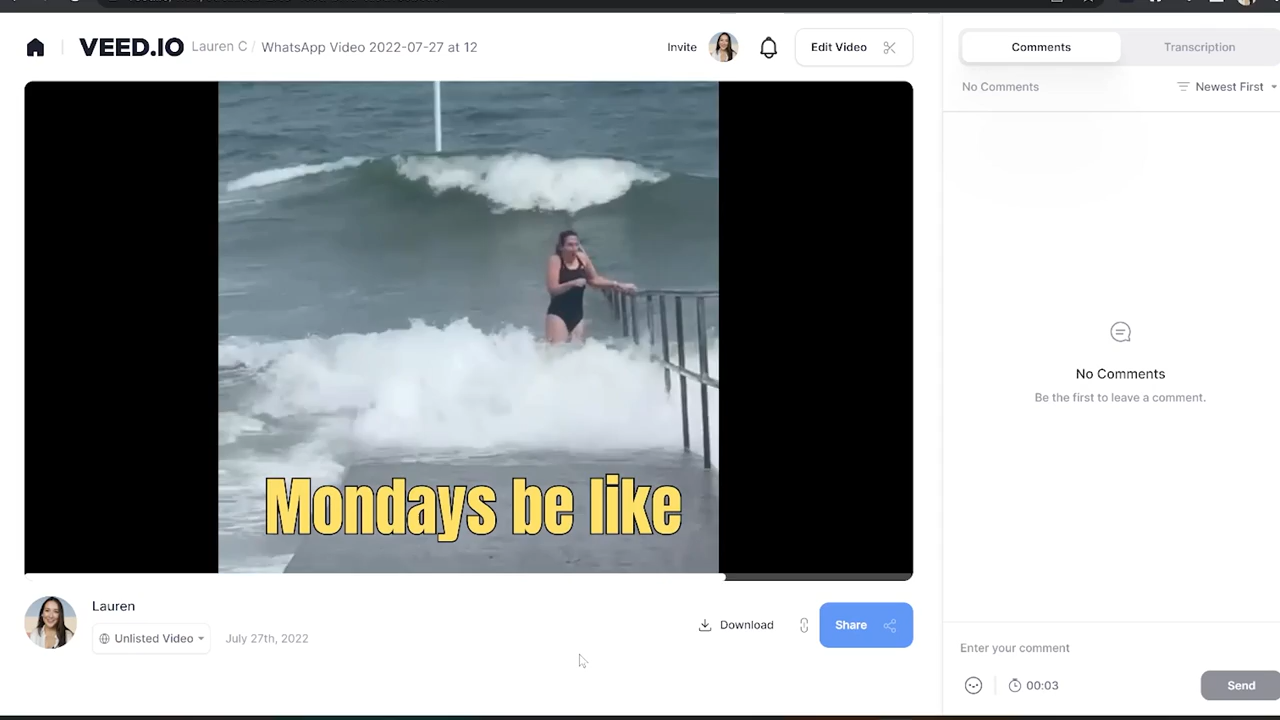 VEED.IO Lauren C / WhatsApp Video 2022-07-27 at 12
Invite
Edit Video
Comments
Transcription
No Comments
Newest First
Mondays be like
No Comments
Be the first to leave a comment.
Lauren
Unlisted Video
July 27th, 2022
Download
Share
Enter your comment
00:03
Send